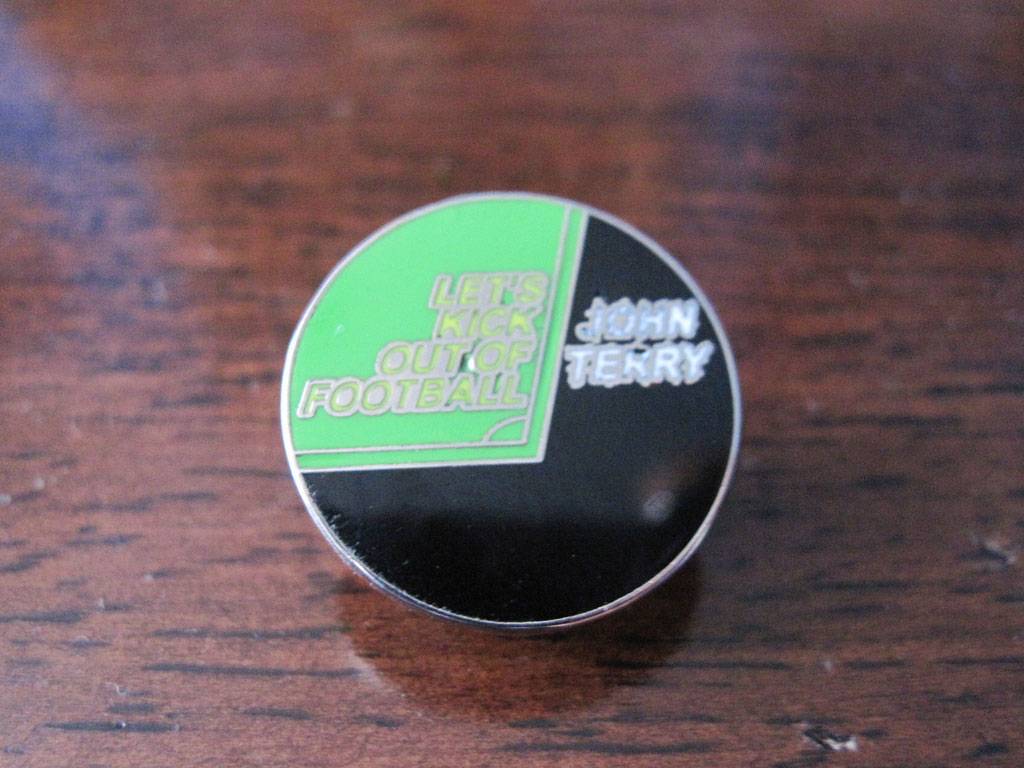 LET'S
KICK
OUT OF
FOOTBALL
JOHN
TERRY